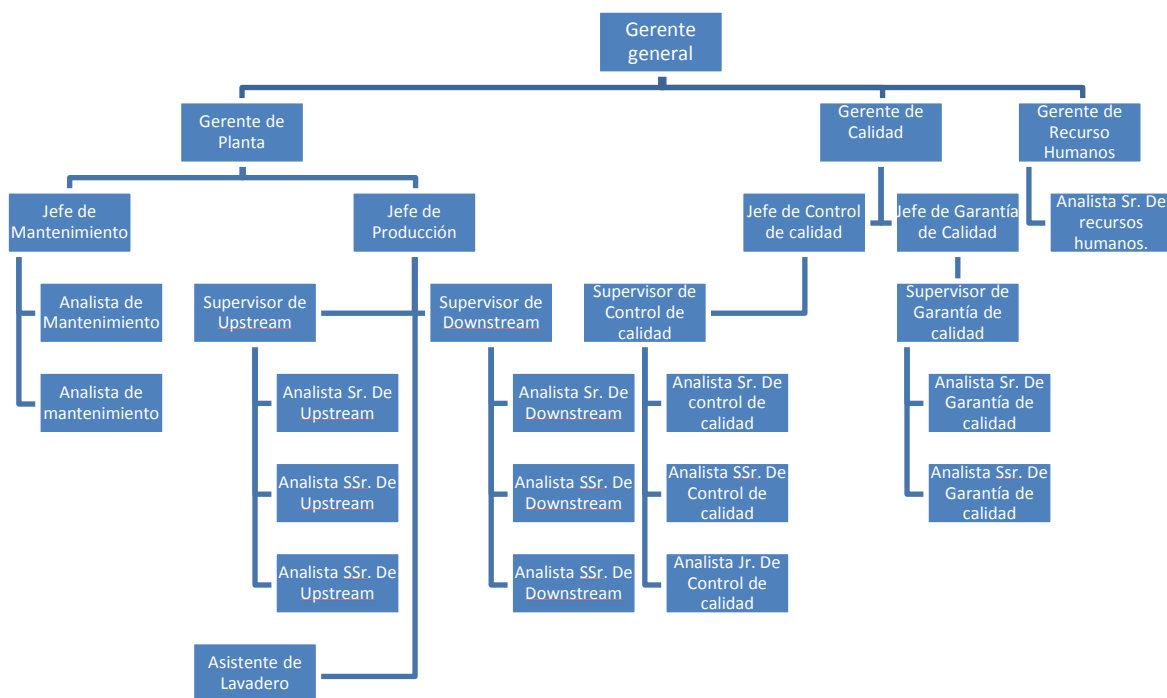 Gerente
general
Gerente de
Planta
Gerente de
Calidad
Gerente de
Recurso
Humanos
Jefe de
Mantenimiento
Jefe de
Producción
Jefe de Control
de calidad
Jefe de Garantía
de Calidad
Analista Sr. De
recursos
humanos.
Analista de
Mantenimiento
Supervisor de
Upstream
Supervisor de
Downstream
Supervisor de
Control de
calidad
Supervisor de
Garantía de
calidad
Analista de
mantenimiento
Analista Sr. De
Upstream
Analista Sr. De
Downstream
Analista Sr. De
control de
calidad
Analista Sr. De
Garantía de
calidad
Analista SSr. De
Upstream
Analista SSr. De
Downstream
Analista SSr. De
Control de
calidad
Analista Ssr. De
Garantía de
calidad
Analista SSr. De
Upstream
Analista SSr. De
Downstream
Analista Jr. De
Control de
calidad
Asistente de
Lavadero